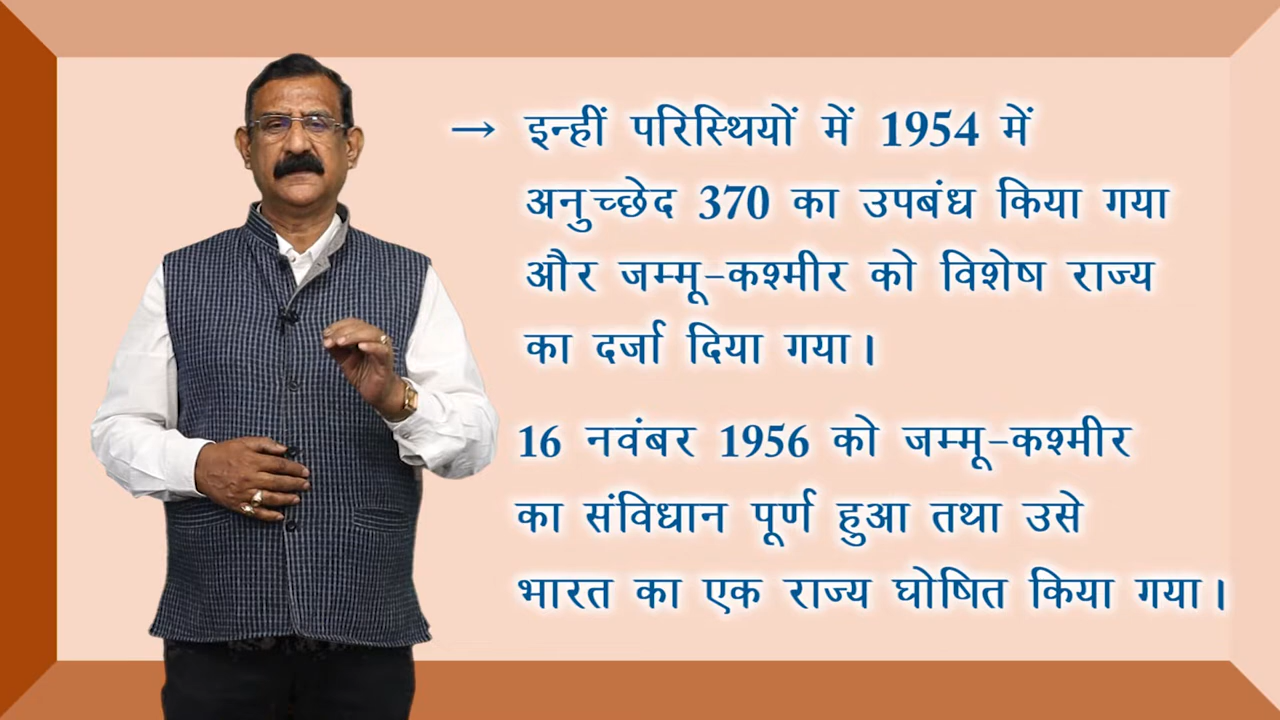 → इन्हीं परिस्थियों में 1954 में
अनुच्छेद 370 का उपबंध किया गया
और जम्मू-कश्मीर को विशेष राज्य
का दर्जा दिया गया।
16 नवंबर 1956 को जम्मू-कश्मीर
का संविधान पूर्ण हुआ तथा उसे
भारत का एक राज्य घोषित किया गया।